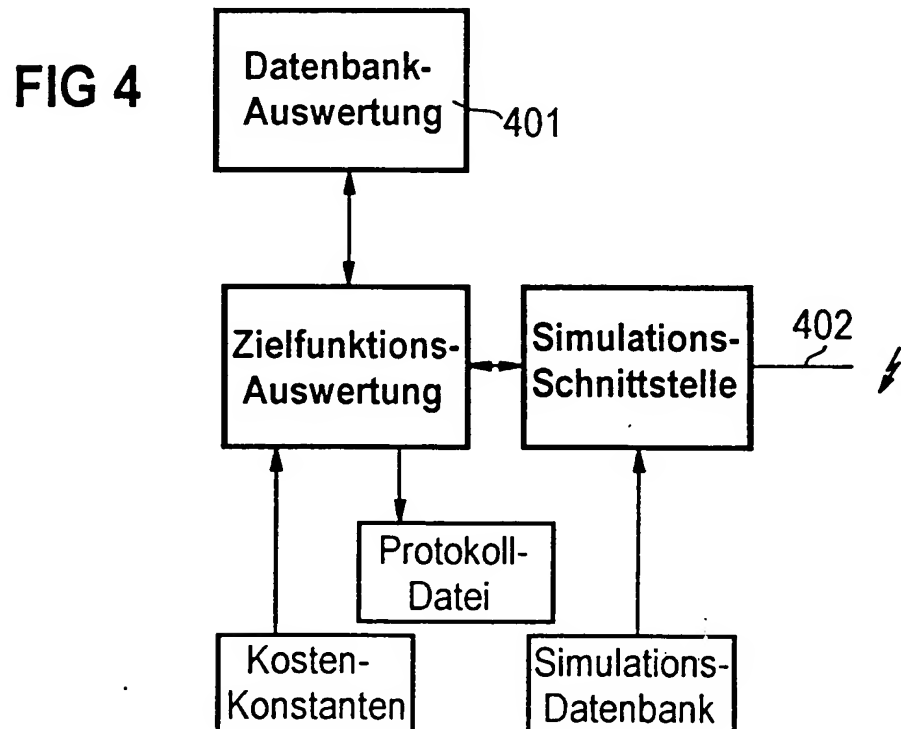 FIG 4
Datenbank-
Auswertung
401
Zielfunktions-
Auswertung
Simulations-
Schnittstelle
402
Protokoll-
Datei
Kosten-
Konstanten
Simulations-
Datenbank